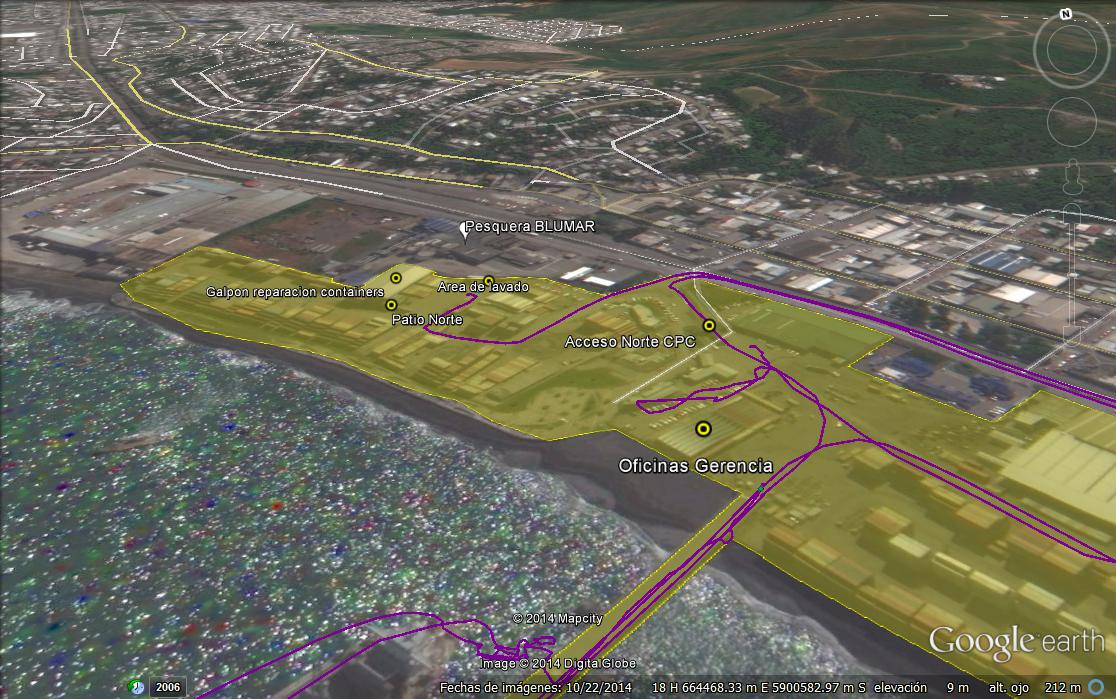 N
Pesquera BLUMAR
Galpon reparacion containers
Area de lavado
Patio Norte
Acceso Norte CPC
Oficinas Gerencia
© 2014 Mapcity
Image © 2014 DigitalGlobe
Google earth
2006
Fechas de imágenes: 10/22/2014 18 H 664468.33 m E 5900582.97 m S elevación 9 m alt. ojo 212 m